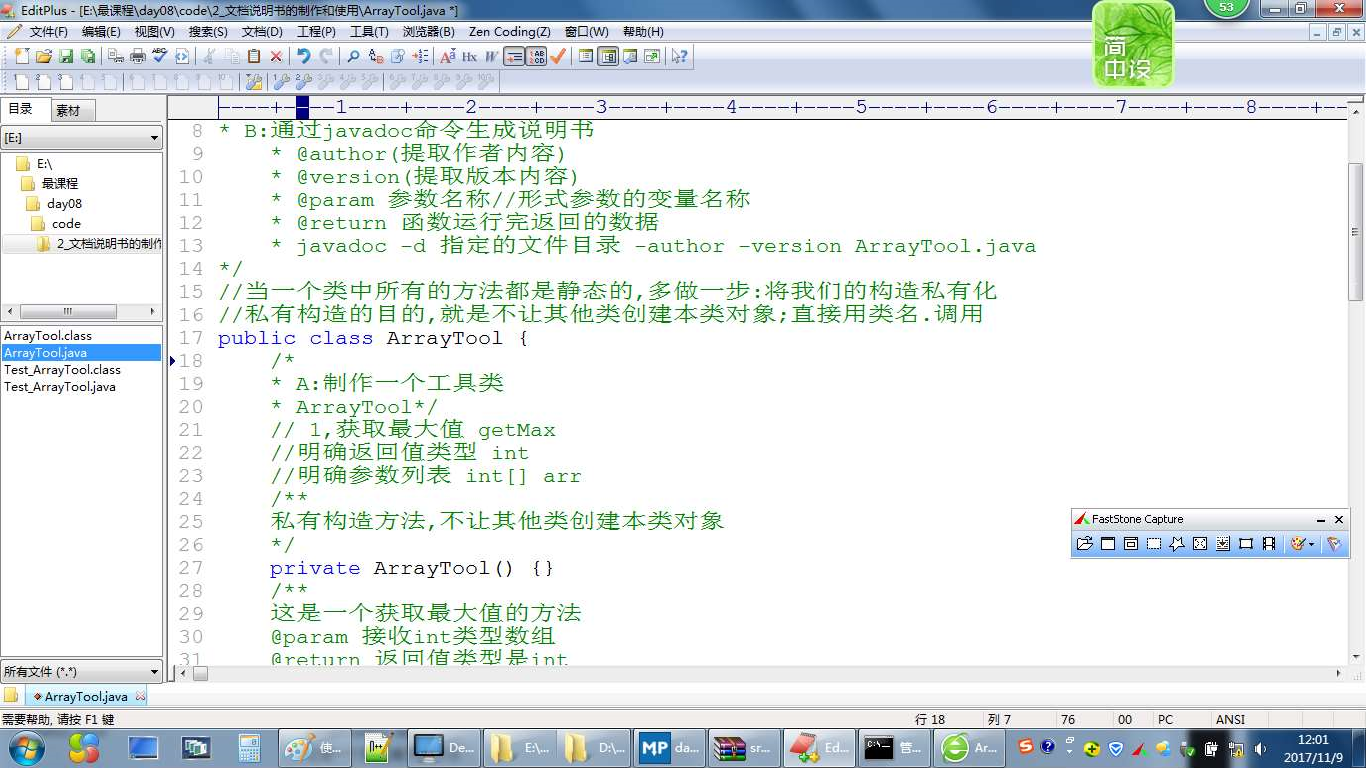 EditPlus - [E:\最课程\day08\code\2_文档说明书的制作和使用\ArrayTool.java *]
53
文件(F) 编辑(E) 视图(V) 搜索(S) 文档(D) 工程(P) 工具(T) 浏览器(B) Zen Coding(Z) 窗口(W) 帮助(H)
简
中设
目录 素材
[E:]
E:\
最课程
day08
code
2_文档说明书的制作
ArrayTool.class
ArrayTool.java
Test_ArrayTool.class
Test_ArrayTool.java
所有文件 (*.*)
----+----1----+----2----+----3----+----4----+----5----+----6----+----7----+----8----+--
8 * B:通过javadoc命令生成说明书
9 * @author(提取作者内容)
10 * @version(提取版本内容)
11 * @param 参数名称//形式参数的变量名称
12 * @return 函数运行完返回的数据
13 * javadoc -d 指定的文件目录 -author -version ArrayTool.java
14 */
15 //当一个类中所有的方法都是静态的,多做一步:将我们的构造私有化
16 //私有构造的目的,就是不让其他类创建本类对象;直接用类名.调用
17 public class ArrayTool {
18 /*
19 * A:制作一个工具类
20 * ArrayTool*/
21 // 1,获取最大值 getMax
22 //明确返回值类型 int
23 //明确参数列表 int[] arr
24 /**
25 私有构造方法,不让其他类创建本类对象
26 */
27 private ArrayTool() {}
28 /**
29 这是一个获取最大值的方法
30 @param 接收int类型数组
31 @return 返回值类型是int
FastStone Capture
ArrayTool.java
需要帮助, 请按 F1 键 行 18 列 7 76 00 PC ANSI
使... De... E:\... D:\... MP da... sr... Ed... 管... Ar...
12:01
2017/11/9